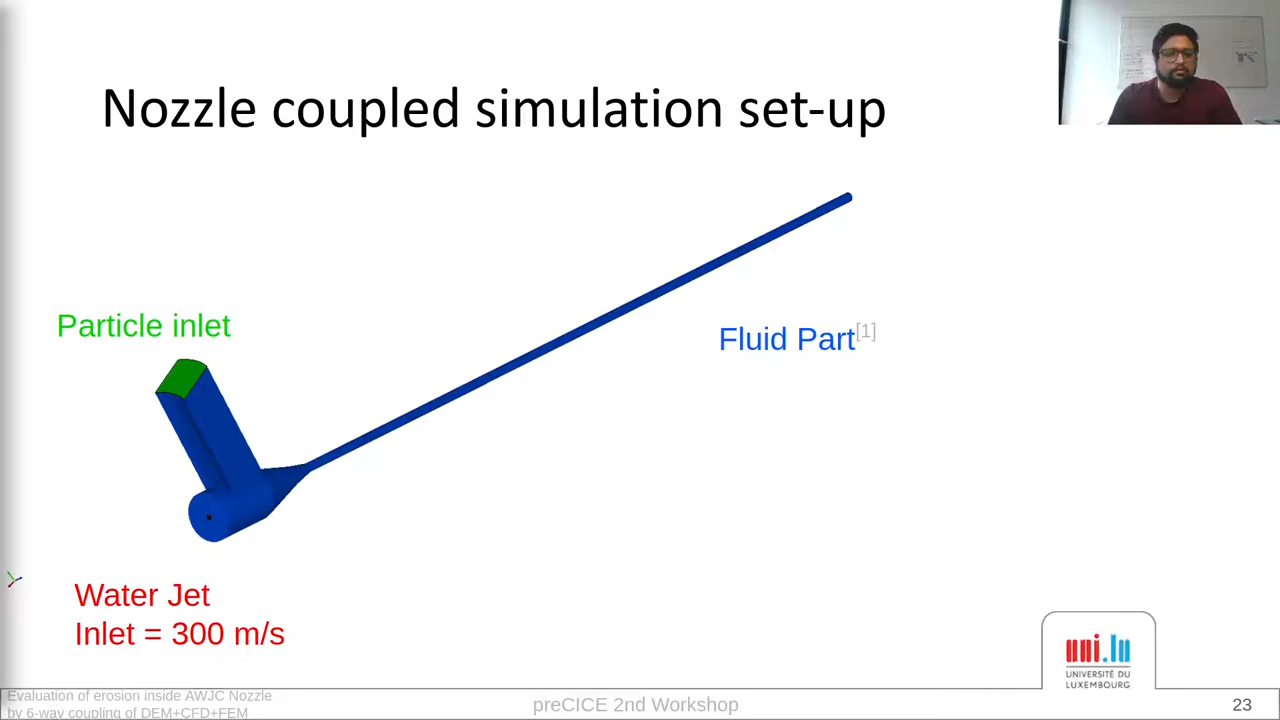 Nozzle coupled simulation set-up
Particle inlet
Fluid Part[1]
Water Jet
Inlet = 300 m/s
uni.lu
UNIVERSITÉ DU
LUXEMBOURG
Evaluation of erosion inside AWJC Nozzle
by 6-way coupling of DEM+CFD+FEM
preCICE 2nd Workshop
23